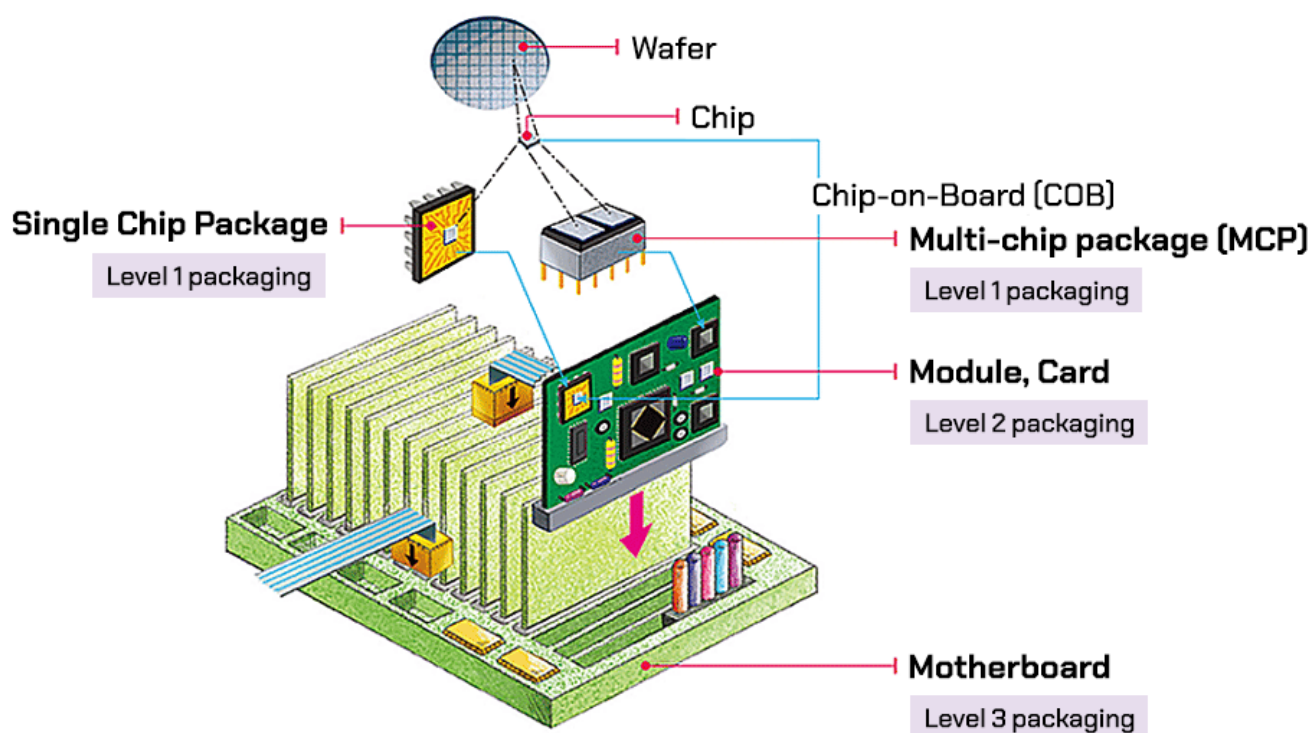 Wafer
Chip
Chip-on-Board (COB)
Single Chip Package
Level 1 packaging
Multi-chip package (MCP)
Level 1 packaging
Module, Card
Level 2 packaging
Motherboard
Level 3 packaging